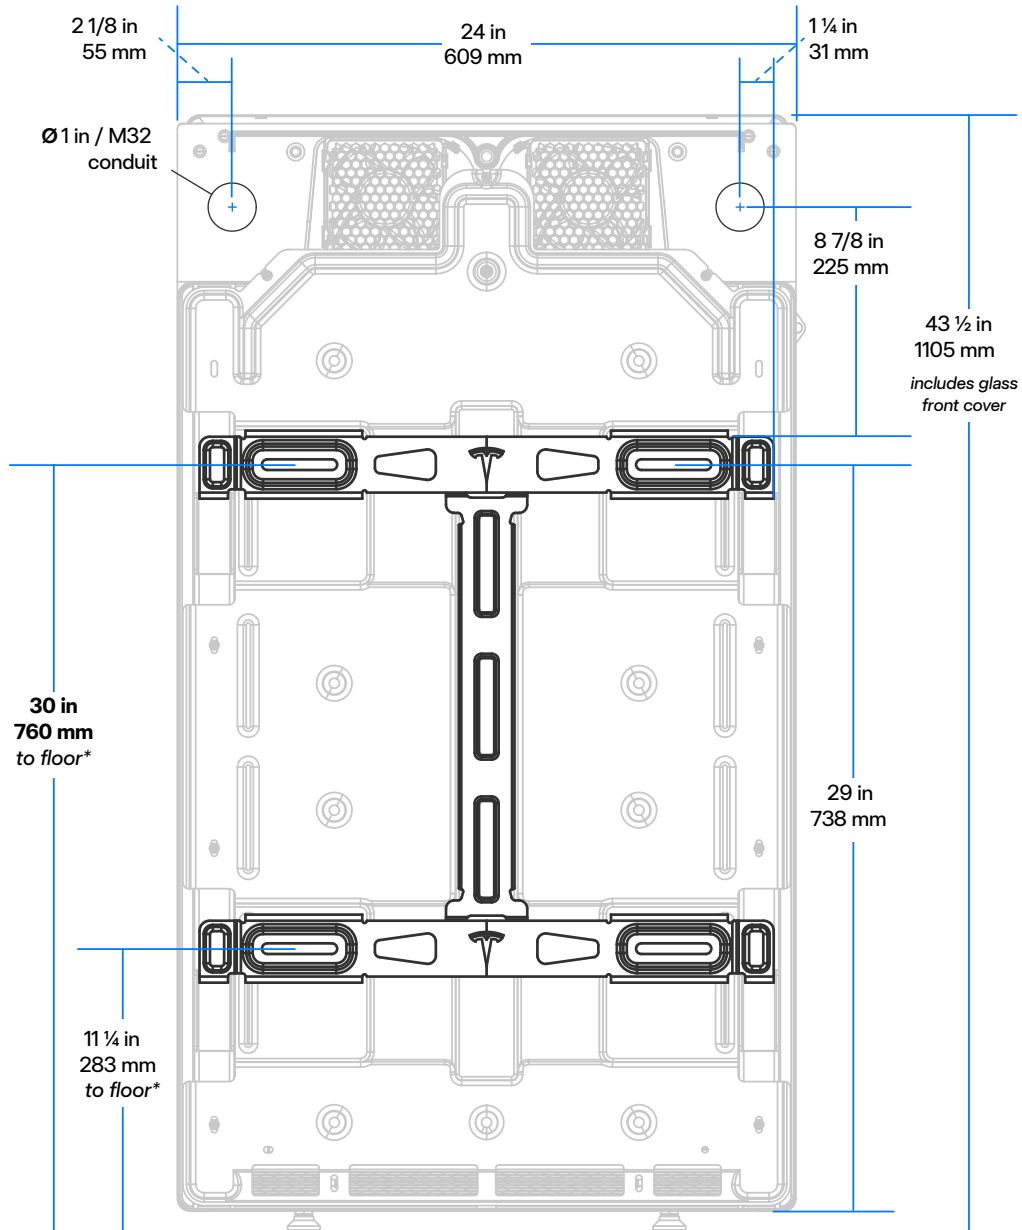 2 1/8 in
55 mm
24 in
609 mm
1 ¼ in
31 mm
Ø 1 in / M32
conduit
8 7/8 in
225 mm
43 ½ in
1105 mm
includes glass
front cover
30 in
760 mm
to floor*
29 in
738 mm
11 ¼ in
283 mm
to floor*